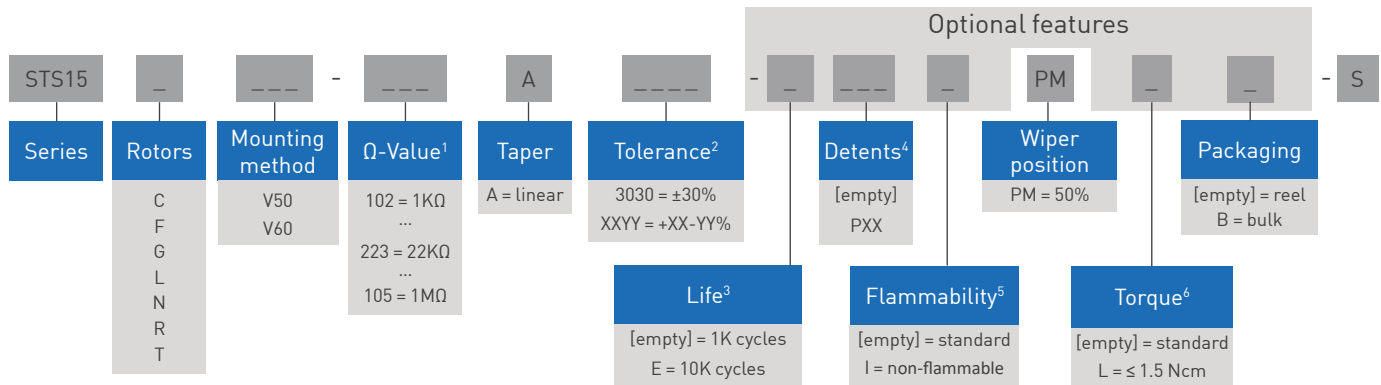 Optional features
STS15 _ _ _ _ - _ _ _ A _ _ _ _ - _ _ _ _ _ PM _ _ - S
Series
Rotors
C
F
G
L
N
R
T
Mounting
method
V50
V60
Ω-Value¹
102 = 1KΩ
...
223 = 22KΩ
...
105 = 1MΩ
Taper
A = linear
Tolerance²
3030 = ±30%
XXYY = +XX-YY%
Detents⁴
[empty]
PXX
Wiper
position
PM = 50%
Packaging
[empty] = reel
B = bulk
Life³
[empty] = 1K cycles
E = 10K cycles
Flammability⁵
[empty] = standard
I = non-flammable
Torque⁶
[empty] = standard
L = ≤ 1.5 Ncm